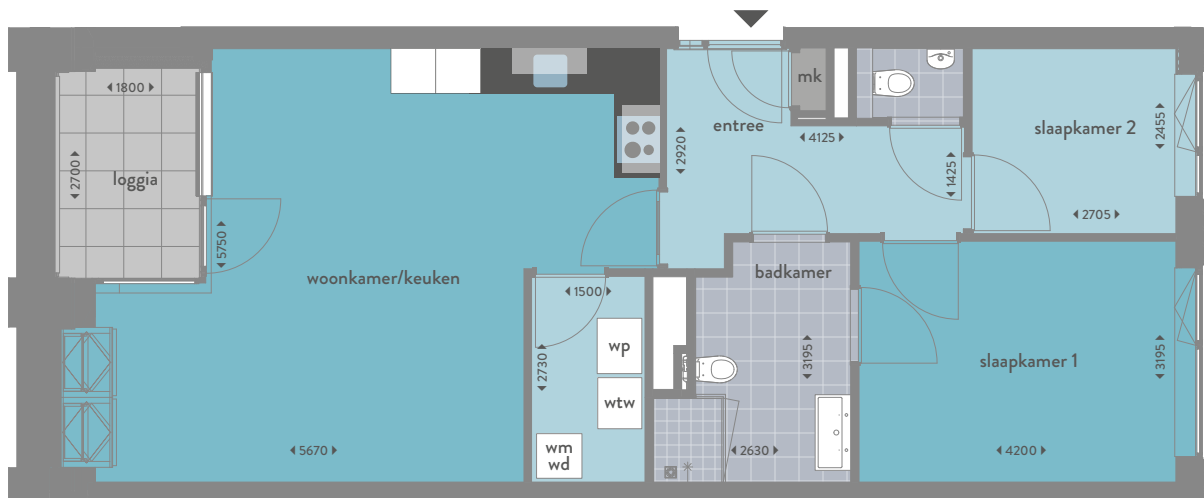 1800
2700
loggia
5750
woonkamer/keuken
5670
1500
2730
wp
wtw
wm
wd
2920
entree
mk
4125
1425
slaapkamer 2
2455
2705
badkamer
3195
2630
slaapkamer 1
3195
4200